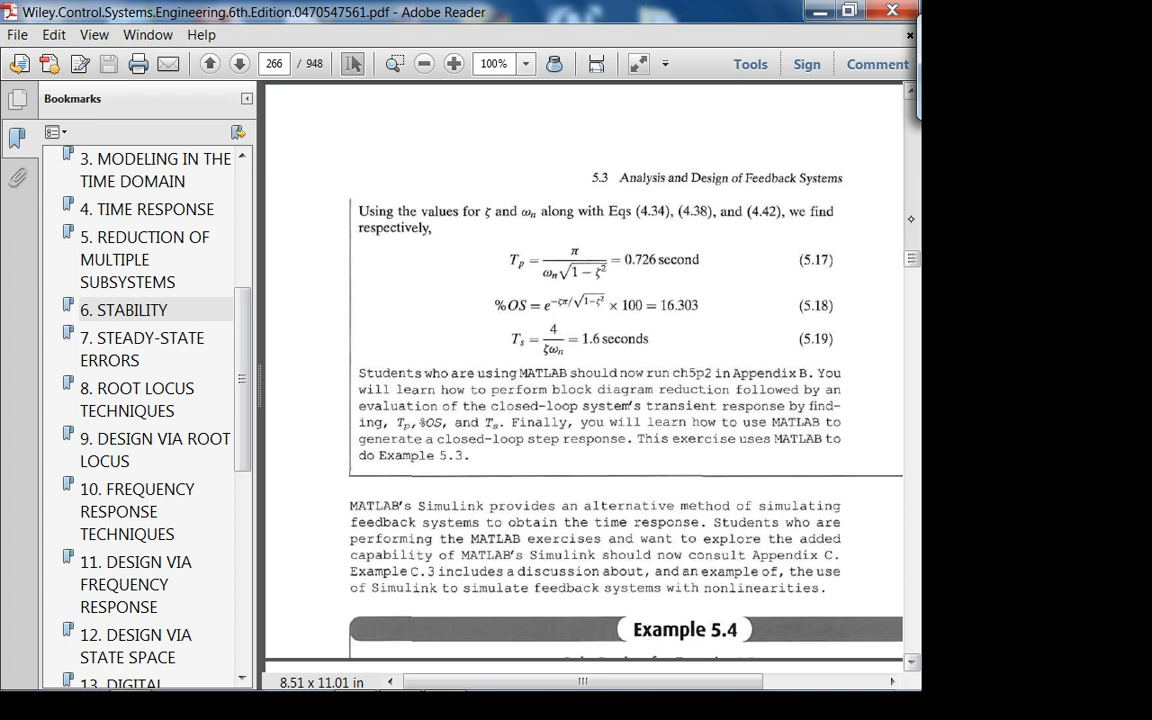 Wiley.Control.Systems.Engineering.6th.Edition.0470547561.pdf - Adobe Reader
File Edit View Window Help
266 / 948 100% Tools Sign Comment
Bookmarks
3. MODELING IN THE
TIME DOMAIN
4. TIME RESPONSE
5. REDUCTION OF
MULTIPLE
SUBSYSTEMS
6. STABILITY
7. STEADY-STATE
ERRORS
8. ROOT LOCUS
TECHNIQUES
9. DESIGN VIA ROOT
LOCUS
10. FREQUENCY
RESPONSE
TECHNIQUES
11. DESIGN VIA
FREQUENCY
RESPONSE
12. DESIGN VIA
STATE SPACE
13. DIGITAL
5.3 Analysis and Design of Feedback Systems
Using the values for ζ and ωn along with Eqs (4.34), (4.38), and (4.42), we find
respectively,
Tp = π / ωn√1 − ζ² = 0.726 second (5.17)
%OS = e^−ζπ/√1−ζ² × 100 = 16.303 (5.18)
Ts = 4 / ζωn = 1.6 seconds (5.19)
Students who are using MATLAB should now run ch5p2 in Appendix B. You
will learn how to perform block diagram reduction followed by an
evaluation of the closed-loop system's transient response by find-
ing, Tp, %OS, and Ts. Finally, you will learn how to use MATLAB to
generate a closed-loop step response. This exercise uses MATLAB to
do Example 5.3.
MATLAB's Simulink provides an alternative method of simulating
feedback systems to obtain the time response. Students who are
performing the MATLAB exercises and want to explore the added
capability of MATLAB's Simulink should now consult Appendix C.
Example C.3 includes a discussion about, and an example of, the use
of Simulink to simulate feedback systems with nonlinearities.
Example 5.4
8.51 x 11.01 in